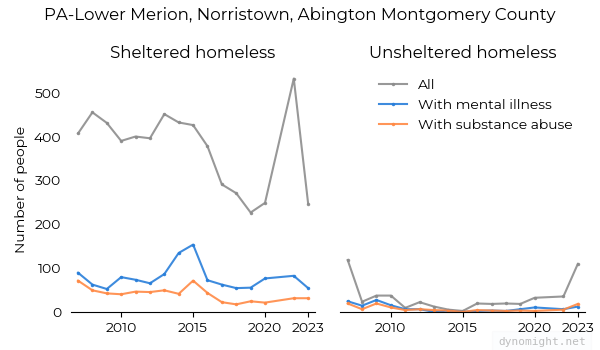 PA-Lower Merion, Norristown, Abington Montgomery County
Sheltered homeless
Unsheltered homeless
All
With mental illness
With substance abuse
Number of people
500
400
300
200
100
0
2010 2015 2020 2023
2010 2015 2020 2023
dynomight.net